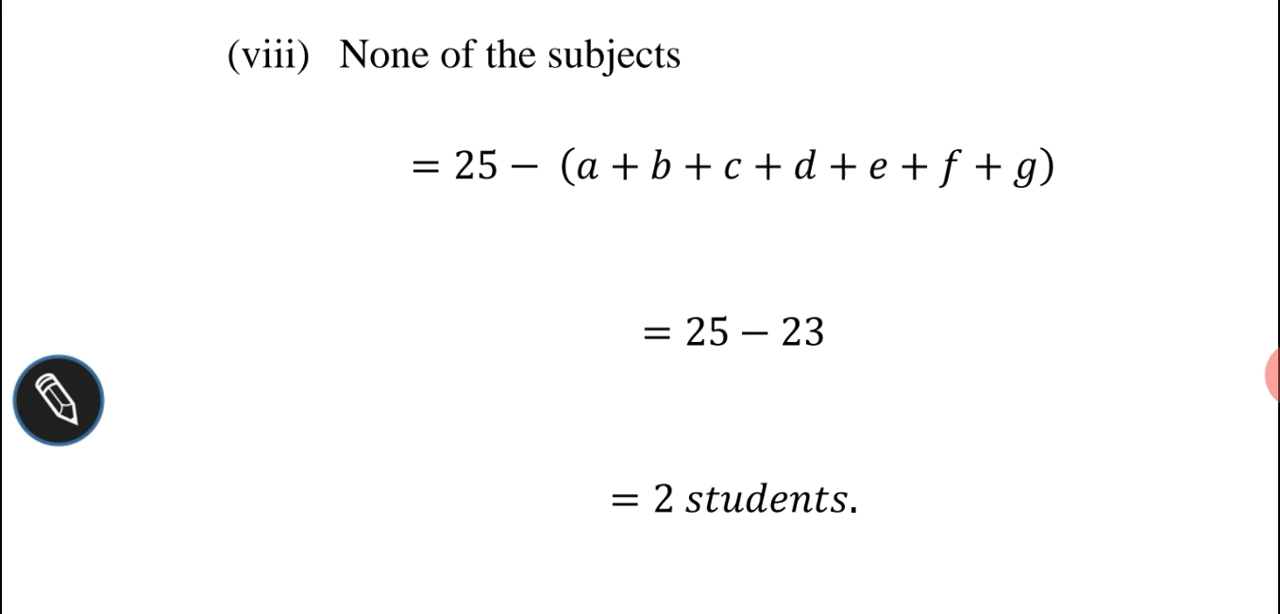 (viii) None of the subjects
= 25 − (a + b + c + d + e + f + g)
= 25 − 23
= 2 students.